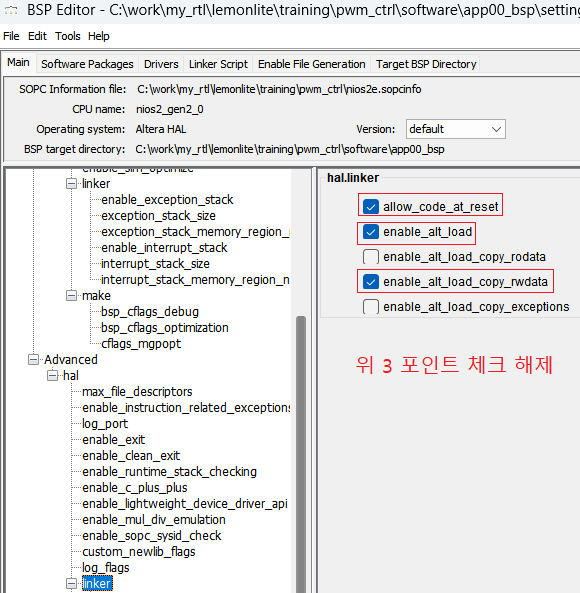 BSP Editor - C:\work\my_rtl\lemonlite\training\pwm_ctrl\software\app00_bsp\setting
File Edit Tools Help
Main Software Packages Drivers Linker Script Enable File Generation Target BSP Directory
SOPC Information file: C:\work\my_rtl\lemonlite\training\pwm_ctrl\nios2e.sopcinfo
CPU name: nios2_gen2_0
Operating system: Altera HAL Version: default
BSP target directory: C:\work\my_rtl\lemonlite\training\pwm_ctrl\software\app00_bsp
enable_sim_optimize
linker
enable_exception_stack
exception_stack_size
exception_stack_memory_region_n
enable_interrupt_stack
interrupt_stack_size
interrupt_stack_memory_region_n
make
bsp_cflags_debug
bsp_cflags_optimization
cflags_mgpopt
Advanced
hal
max_file_descriptors
enable_instruction_related_exceptions
log_port
enable_exit
enable_clean_exit
enable_runtime_stack_checking
enable_c_plus_plus
enable_lightweight_device_driver_api
enable_mul_div_emulation
enable_sopc_sysid_check
custom_newlib_flags
log_flags
linker
hal.linker
allow_code_at_reset
enable_alt_load
enable_alt_load_copy_rodata
enable_alt_load_copy_rwdata
enable_alt_load_copy_exceptions
위 3 포인트 체크 해제